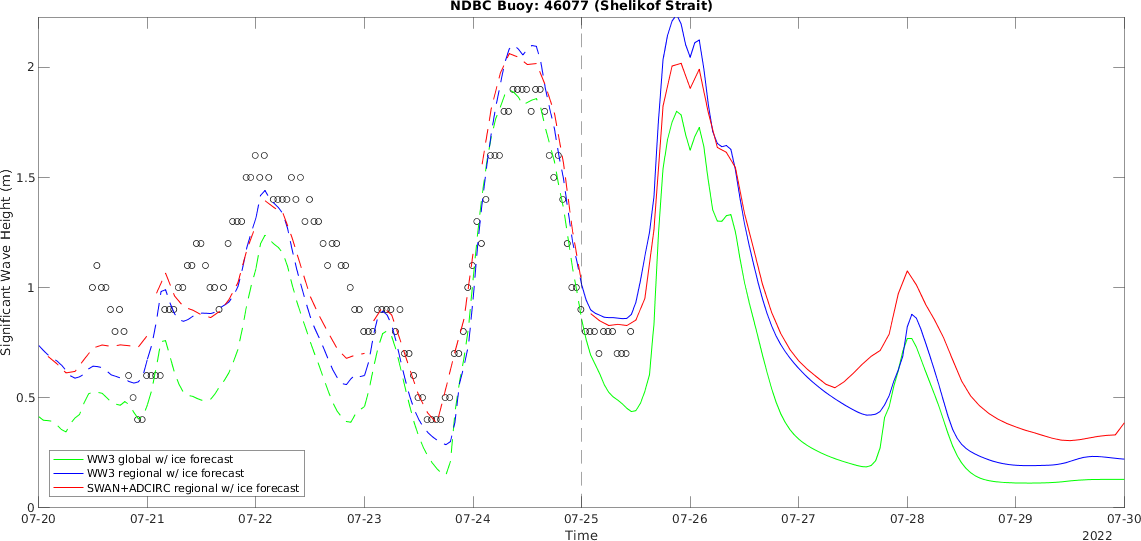 NDBC Buoy: 46077 (Shelikof Strait)
Significant Wave Height (m)
2
1.5
1
0.5
0
WW3 global w/ ice forecast
WW3 regional w/ ice forecast
SWAN+ADCIRC regional w/ ice forecast
07-20 07-21 07-22 07-23 07-24 07-25 07-26 07-27 07-28 07-29 07-30
Time
2022